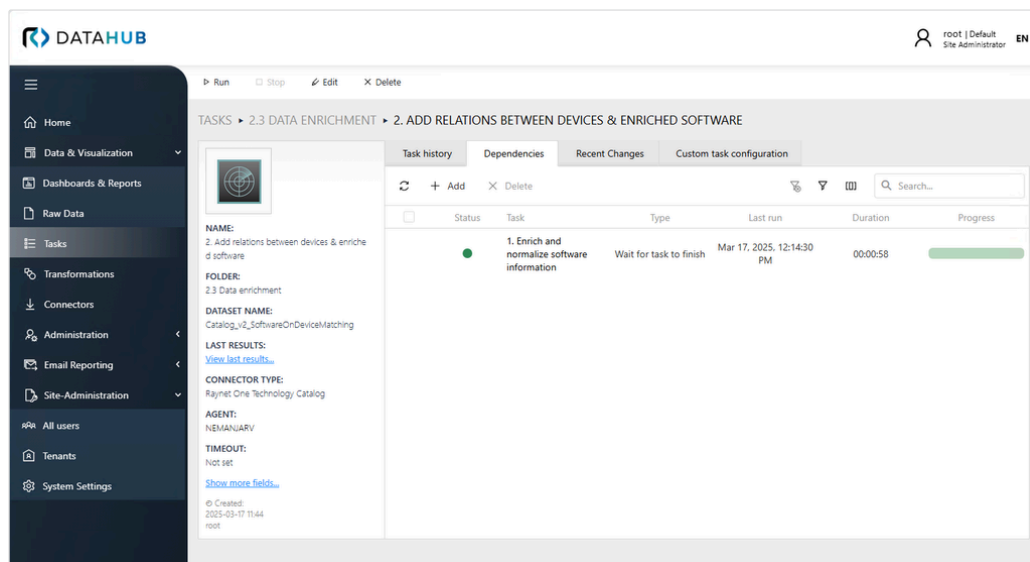 DATAHUB
root | Default
Site Administrator
EN
Run
Stop
Edit
Delete
Home
Data & Visualization
Dashboards & Reports
Raw Data
Tasks
Transformations
Connectors
Administration
Email Reporting
Site-Administration
All users
Tenants
System Settings
TASKS ▸ 2.3 DATA ENRICHMENT ▸ 2. ADD RELATIONS BETWEEN DEVICES & ENRICHED SOFTWARE
NAME:
2. Add relations between devices & enriche
d software
FOLDER:
2.3 Data enrichment
DATASET NAME:
Catalog_v2_SoftwareOnDeviceMatching
LAST RESULTS:
View last results...
CONNECTOR TYPE:
Raynet One Technology Catalog
AGENT:
NEMANJARV
TIMEOUT:
Not set
Show more fields...
© Created:
2025-03-17 11:44
root
Task history
Dependencies
Recent Changes
Custom task configuration
+ Add
Delete
Search...
Status
Task
Type
Last run
Duration
Progress
1. Enrich and
normalize software
information
Wait for task to finish
Mar 17, 2025, 12:14:30
PM
00:00:58